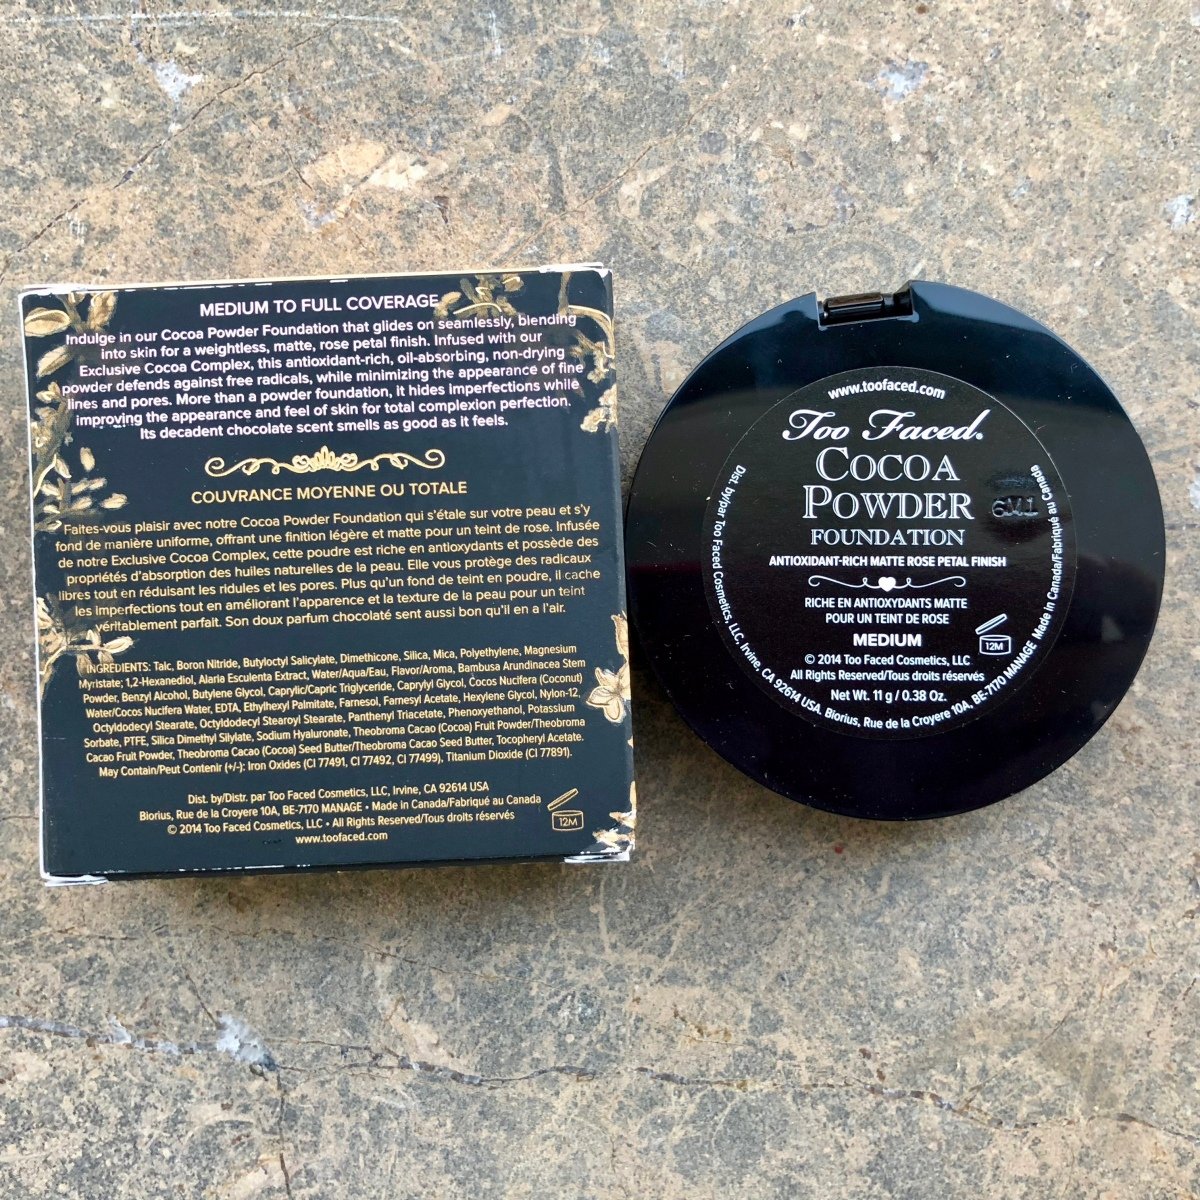 MEDIUM TO FULL COVERAGE
Indulge in our Cocoa Powder Foundation that glides on seamlessly, blending
into skin for a weightless, matte, rose petal finish. Infused with our
Exclusive Cocoa Complex, this antioxidant-rich, oil-absorbing, non-drying
powder defends against free radicals, while minimizing the appearance of fine
lines and pores. More than a powder foundation, it hides imperfections while
improving the appearance and feel of skin for total complexion perfection.
Its decadent chocolate scent smells as good as it feels.
COUVRANCE MOYENNE OU TOTALE
Faites-vous plaisir avec notre Cocoa Powder Foundation qui s'étale sur votre peau et s'y
fond de manière uniforme, offrant une finition légère et matte pour un teint de rose. Infusée
de notre Exclusive Cocoa Complex, cette poudre est riche en antioxydants et possède des
propriétés d'absorption des huiles naturelles de la peau. Elle vous protège des radicaux
libres tout en réduisant les ridules et les pores. Plus qu'un fond de teint en poudre, il cache
les imperfections tout en améliorant l'apparence et la texture de la peau pour un teint
véritablement parfait. Son doux parfum chocolaté sent aussi bon qu'il en a l'air.
INGREDIENTS: Talc, Boron Nitride, Butyloctyl Salicylate, Dimethicone, Silica, Mica, Polyethylene, Magnesium
Myristate; 1,2-Hexanediol, Alaria Esculenta Extract, Water/Aqua/Eau, Flavor/Aroma, Bambusa Arundinacea Stem
Powder, Benzyl Alcohol, Butylene Glycol, Caprylic/Capric Triglyceride, Caprylyl Glycol, Cocos Nucifera (Coconut)
Water/Cocos Nucifera Water, EDTA, Ethylhexyl Palmitate, Farnesol, Farnesyl Acetate, Hexylene Glycol, Nylon-12,
Octyldodecyl Stearate, Octyldodecyl Stearoyl Stearate, Panthenyl Triacetate, Phenoxyethanol, Potassium
Sorbate, PTFE, Silica Dimethyl Silylate, Sodium Hyaluronate, Theobroma Cacao (Cocoa) Fruit Powder/Theobroma
Cacao Fruit Powder, Theobroma Cacao (Cocoa) Seed Butter/Theobroma Cacao Seed Butter, Tocopheryl Acetate.
May Contain/Peut Contenir (+/-): Iron Oxides (CI 77491, CI 77492, CI 77499), Titanium Dioxide (CI 77891).
Dist. by/Distr. par Too Faced Cosmetics, LLC, Irvine, CA 92614 USA
Biorius, Rue de la Croyere 10A, BE-7170 MANAGE • Made in Canada/Fabriqué au Canada
© 2014 Too Faced Cosmetics, LLC • All Rights Reserved/Tous droits réservés
www.toofaced.com
12M
www.toofaced.com
Too Faced.
COCOA
POWDER
FOUNDATION
ANTIOXIDANT-RICH MATTE ROSE PETAL FINISH
RICHE EN ANTIOXYDANTS MATTE
POUR UN TEINT DE ROSE
MEDIUM
© 2014 Too Faced Cosmetics, LLC
All Rights Reserved/Tous droits réservés
Net Wt. 11 g / 0.38 Oz.
12M
6M1
Dist. by/par Too Faced Cosmetics, LLC, Irvine, CA 92614 USA. Biorius, Rue de la Croyere 10A, BE-7170 MANAGE Made in Canada/Fabriqué au Canada